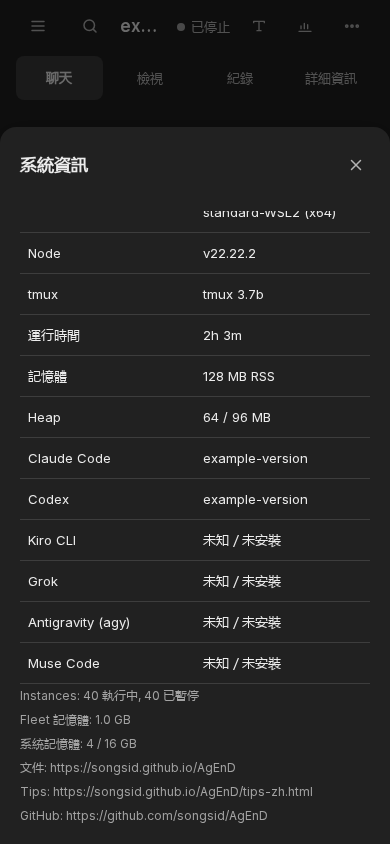 ex...
已停止
聊天
檢視
紀錄
詳細資訊
系統資訊
standard-WSL2 (x64)
Node v22.22.2
tmux tmux 3.7b
運行時間 2h 3m
記憶體 128 MB RSS
Heap 64 / 96 MB
Claude Code example-version
Codex example-version
Kiro CLI 未知 / 未安裝
Grok 未知 / 未安裝
Antigravity (agy) 未知 / 未安裝
Muse Code 未知 / 未安裝
Instances: 40 執行中, 40 已暫停
Fleet 記憶體: 1.0 GB
系統記憶體: 4 / 16 GB
文件: https://songsid.github.io/AgEnD
Tips: https://songsid.github.io/AgEnD/tips-zh.html
GitHub: https://github.com/songsid/AgEnD